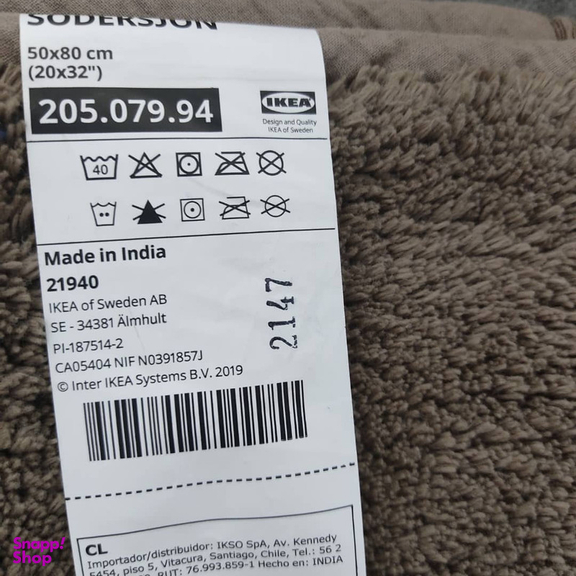 SÖDERSJÖN
50x80 cm
(20x32")
205.079.94
IKEA
Design and Quality
IKEA of Sweden
40
Made in India
21940
IKEA of Sweden AB
SE - 34381 Älmhult
PI-187514-2
CA05404 NIF N0391857J
© Inter IKEA Systems B.V. 2019
2147
CL
Importador/distribuidor: IKSO SpA, Av. Kennedy
5454, piso 5, Vitacura, Santiago, Chile, Tel.: 56 2
RUT: 76.993.859-1 Hecho en: INDIA
Snapp!
Shop